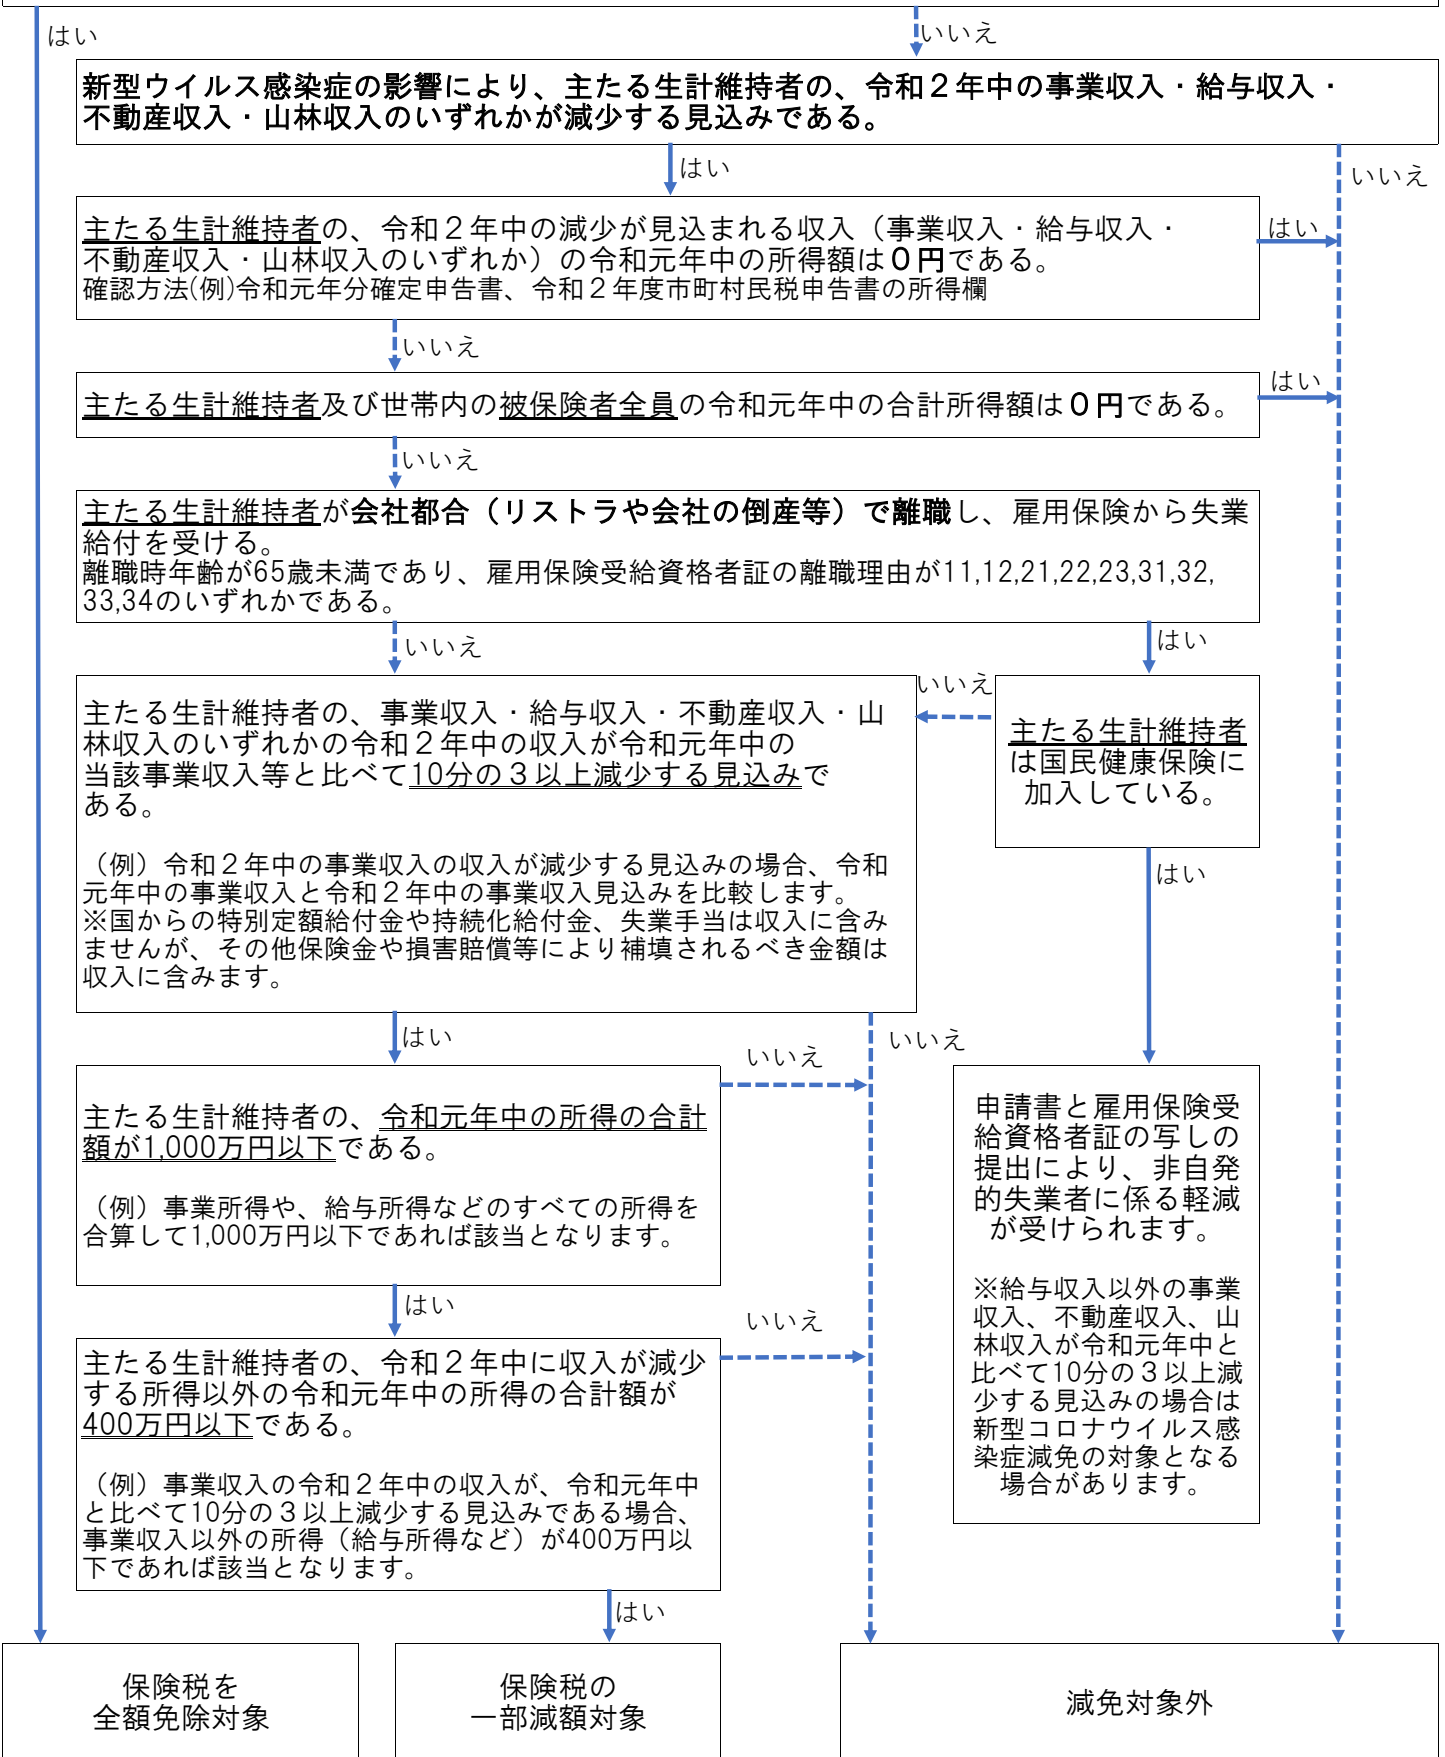 はい
いいえ
新型ウイルス感染症の影響により、主たる生計維持者の、令和２年中の事業収入・給与収入・
不動産収入・山林収入のいずれかが減少する見込みである。
はい
いいえ
主たる生計維持者の、令和２年中の減少が見込まれる収入（事業収入・給与収入・
不動産収入・山林収入のいずれか）の令和元年中の所得額は０円である。
確認方法(例)令和元年分確定申告書、令和２年度市町村民税申告書の所得欄
はい
いいえ
主たる生計維持者及び世帯内の被保険者全員の令和元年中の合計所得額は０円である。
はい
いいえ
主たる生計維持者が会社都合（リストラや会社の倒産等）で離職し、雇用保険から失業
給付を受ける。
離職時年齢が65歳未満であり、雇用保険受給資格者証の離職理由が11,12,21,22,23,31,32,
33,34のいずれかである。
いいえ
はい
主たる生計維持者の、事業収入・給与収入・不動産収入・山
林収入のいずれかの令和２年中の収入が令和元年中の
当該事業収入等と比べて10分の３以上減少する見込みで
ある。
（例）令和２年中の事業収入の収入が減少する見込みの場合、令和
元年中の事業収入と令和２年中の事業収入見込みを比較します。
※国からの特別定額給付金や持続化給付金、失業手当は収入に含み
ませんが、その他保険金や損害賠償等により補填されるべき金額は
収入に含みます。
いいえ
主たる生計維持者
は国民健康保険に
加入している。
はい
はい
いいえ
いいえ
主たる生計維持者の、令和元年中の所得の合計
額が1,000万円以下である。
（例）事業所得や、給与所得などのすべての所得を
合算して1,000万円以下であれば該当となります。
申請書と雇用保険受
給資格者証の写しの
提出により、非自発
的失業者に係る軽減
が受けられます。
※給与収入以外の事業
収入、不動産収入、山
林収入が令和元年中と
比べて10分の３以上減
少する見込みの場合は
新型コロナウイルス感
染症減免の対象となる
場合があります。
はい
いいえ
主たる生計維持者の、令和２年中に収入が減少
する所得以外の令和元年中の所得の合計額が
400万円以下である。
（例）事業収入の令和２年中の収入が、令和元年中
と比べて10分の３以上減少する見込みである場合、
事業収入以外の所得（給与所得など）が400万円以
下であれば該当となります。
はい
保険税を
全額免除対象
保険税の
一部減額対象
減免対象外